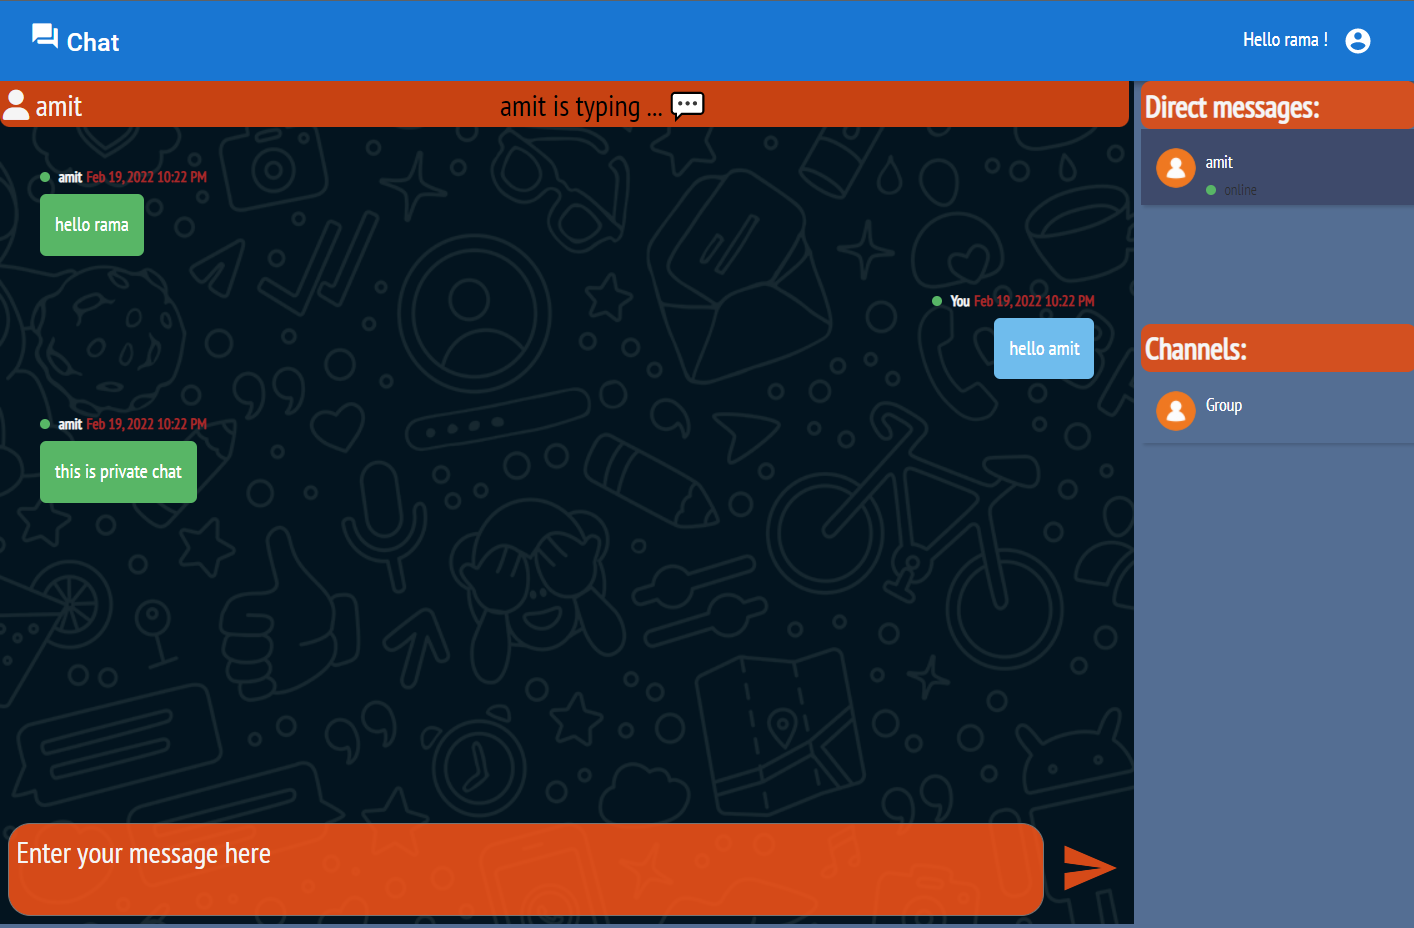 Chat
Hello rama !
amit
amit is typing ...
amit Feb 19, 2022 10:22 PM
hello rama
You Feb 19, 2022 10:22 PM
hello amit
amit Feb 19, 2022 10:22 PM
this is private chat
Enter your message here
Direct messages:
amit
online
Channels:
Group